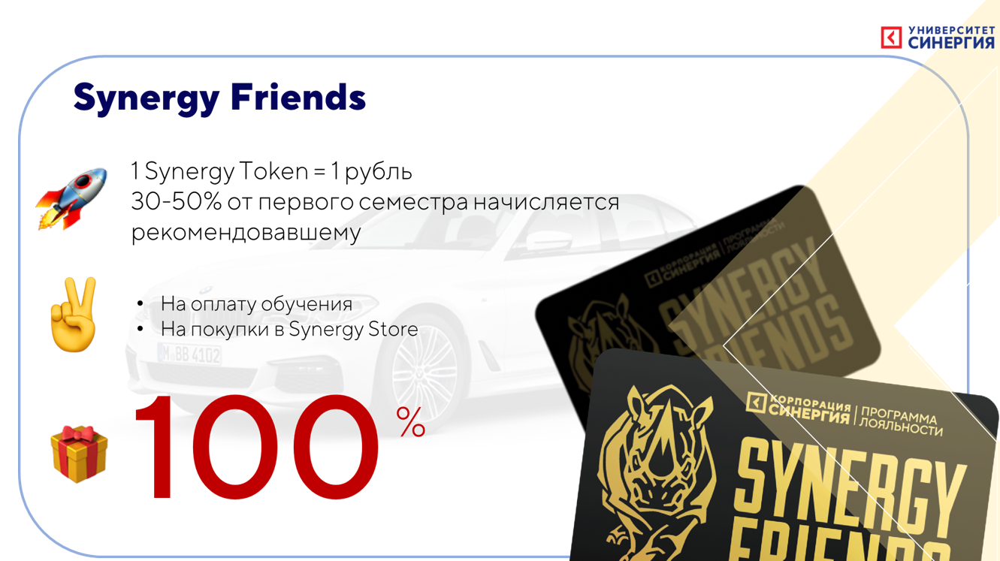 УНИВЕРСИТЕТ
СИНЕРГИЯ
Synergy Friends
1 Synergy Token = 1 рубль
30-50% от первого семестра начисляется
рекомендовавшему
• На оплату обучения
• На покупки в Synergy Store
M BB 4102
100%
КОРПОРАЦИЯ
СИНЕРГИЯ
ПРОГРАММА
ЛОЯЛЬНОСТИ
SYNERGY
FRIENDS
КОРПОРАЦИЯ
СИНЕРГИЯ
ПРОГРАММА
ЛОЯЛЬНОСТИ
SYNERGY
FRIENDS